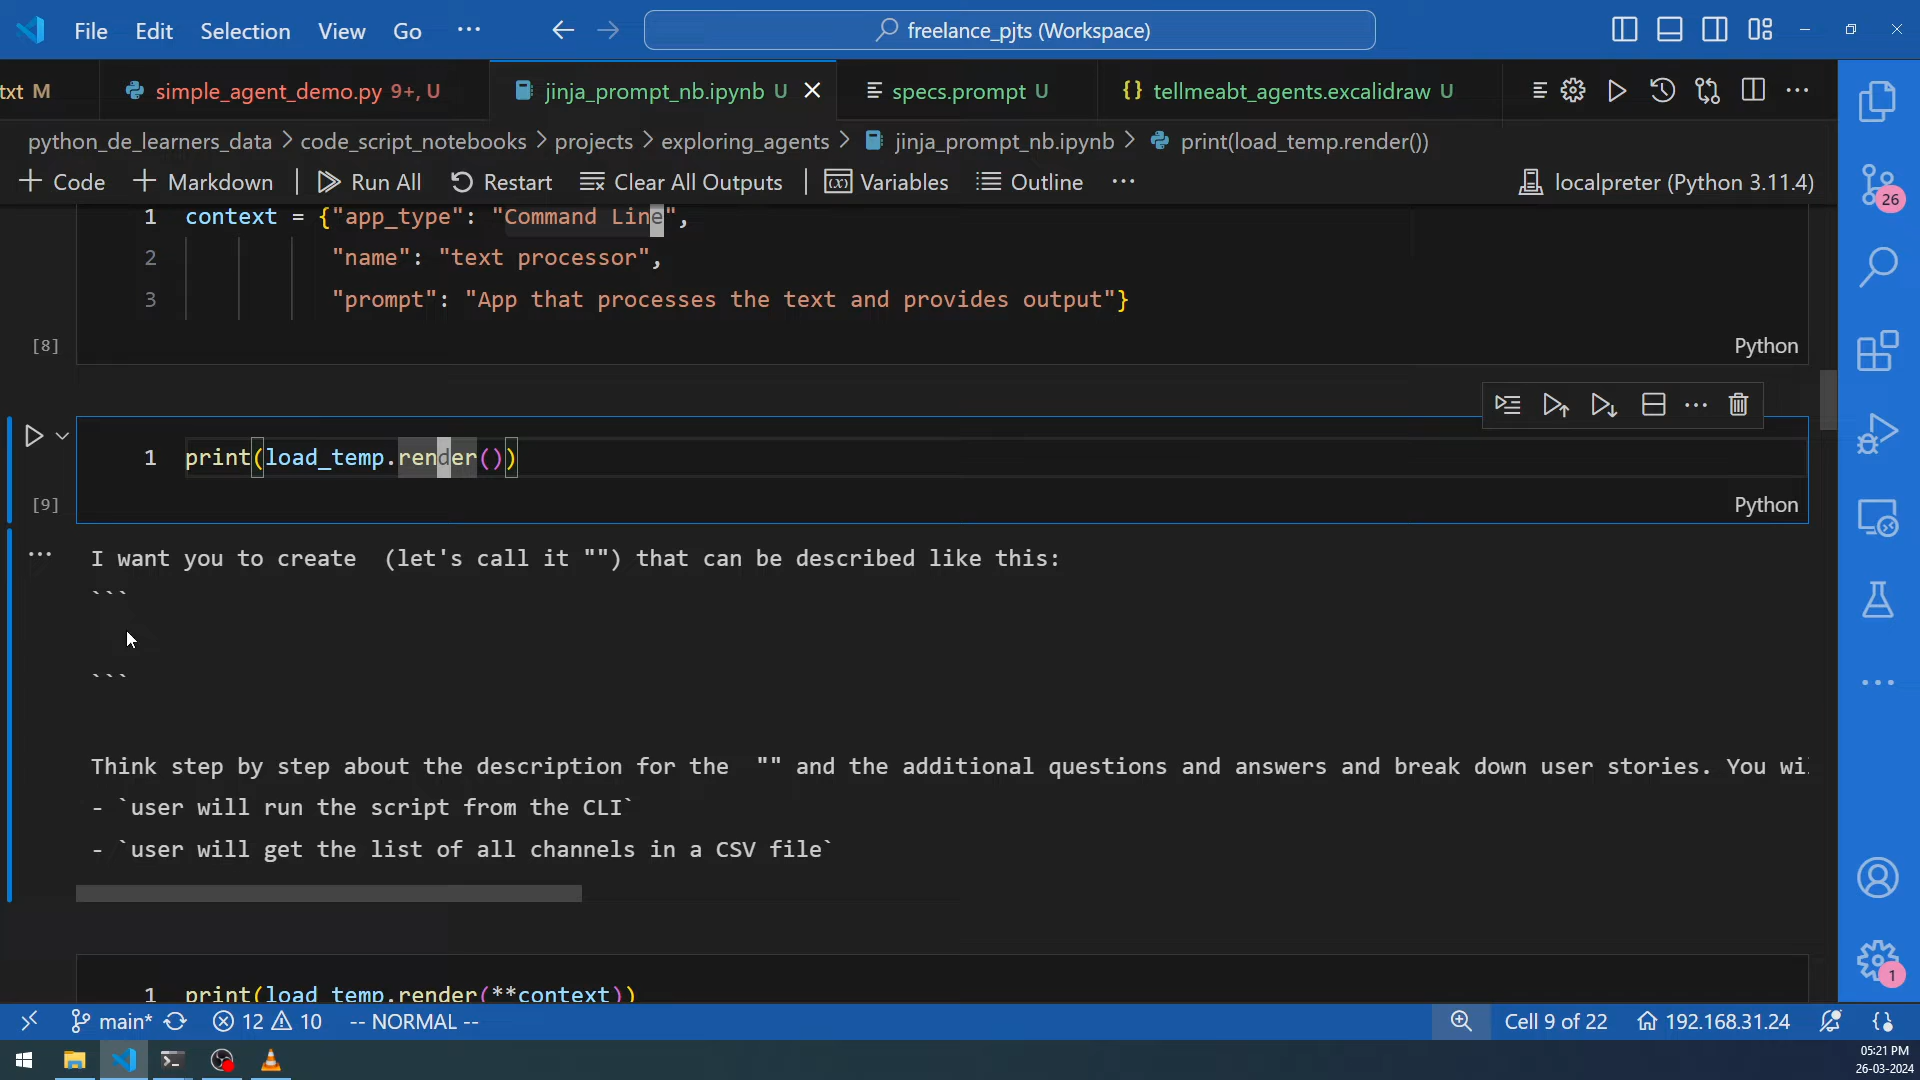 File Edit Selection View Go ··· freelance_pjts (Workspace)
txt M simple_agent_demo.py 9+, U jinja_prompt_nb.ipynb U specs.prompt U {} tellmeabt_agents.excalidraw U
python_de_learners_data > code_script_notebooks > projects > exploring_agents > jinja_prompt_nb.ipynb > print(load_temp.render())
+ Code + Markdown | Run All Restart Clear All Outputs | Variables Outline ··· localpreter (Python 3.11.4)
26
1 context = {"app_type": "Command Line",
2 "name": "text processor",
3 "prompt": "App that processes the text and provides output"}
[8] Python
1 print(load_temp.render())
[9] Python
I want you to create  (let's call it "") that can be described like this:
```
```
Think step by step about the description for the  "" and the additional questions and answers and break down user stories. You wi
- `user will run the script from the CLI`
- `user will get the list of all channels in a CSV file`
1 print(load_temp.render(**context))
1
main* 12 10 -- NORMAL -- Cell 9 of 22 192.168.31.24
05:21 PM
26-03-2024